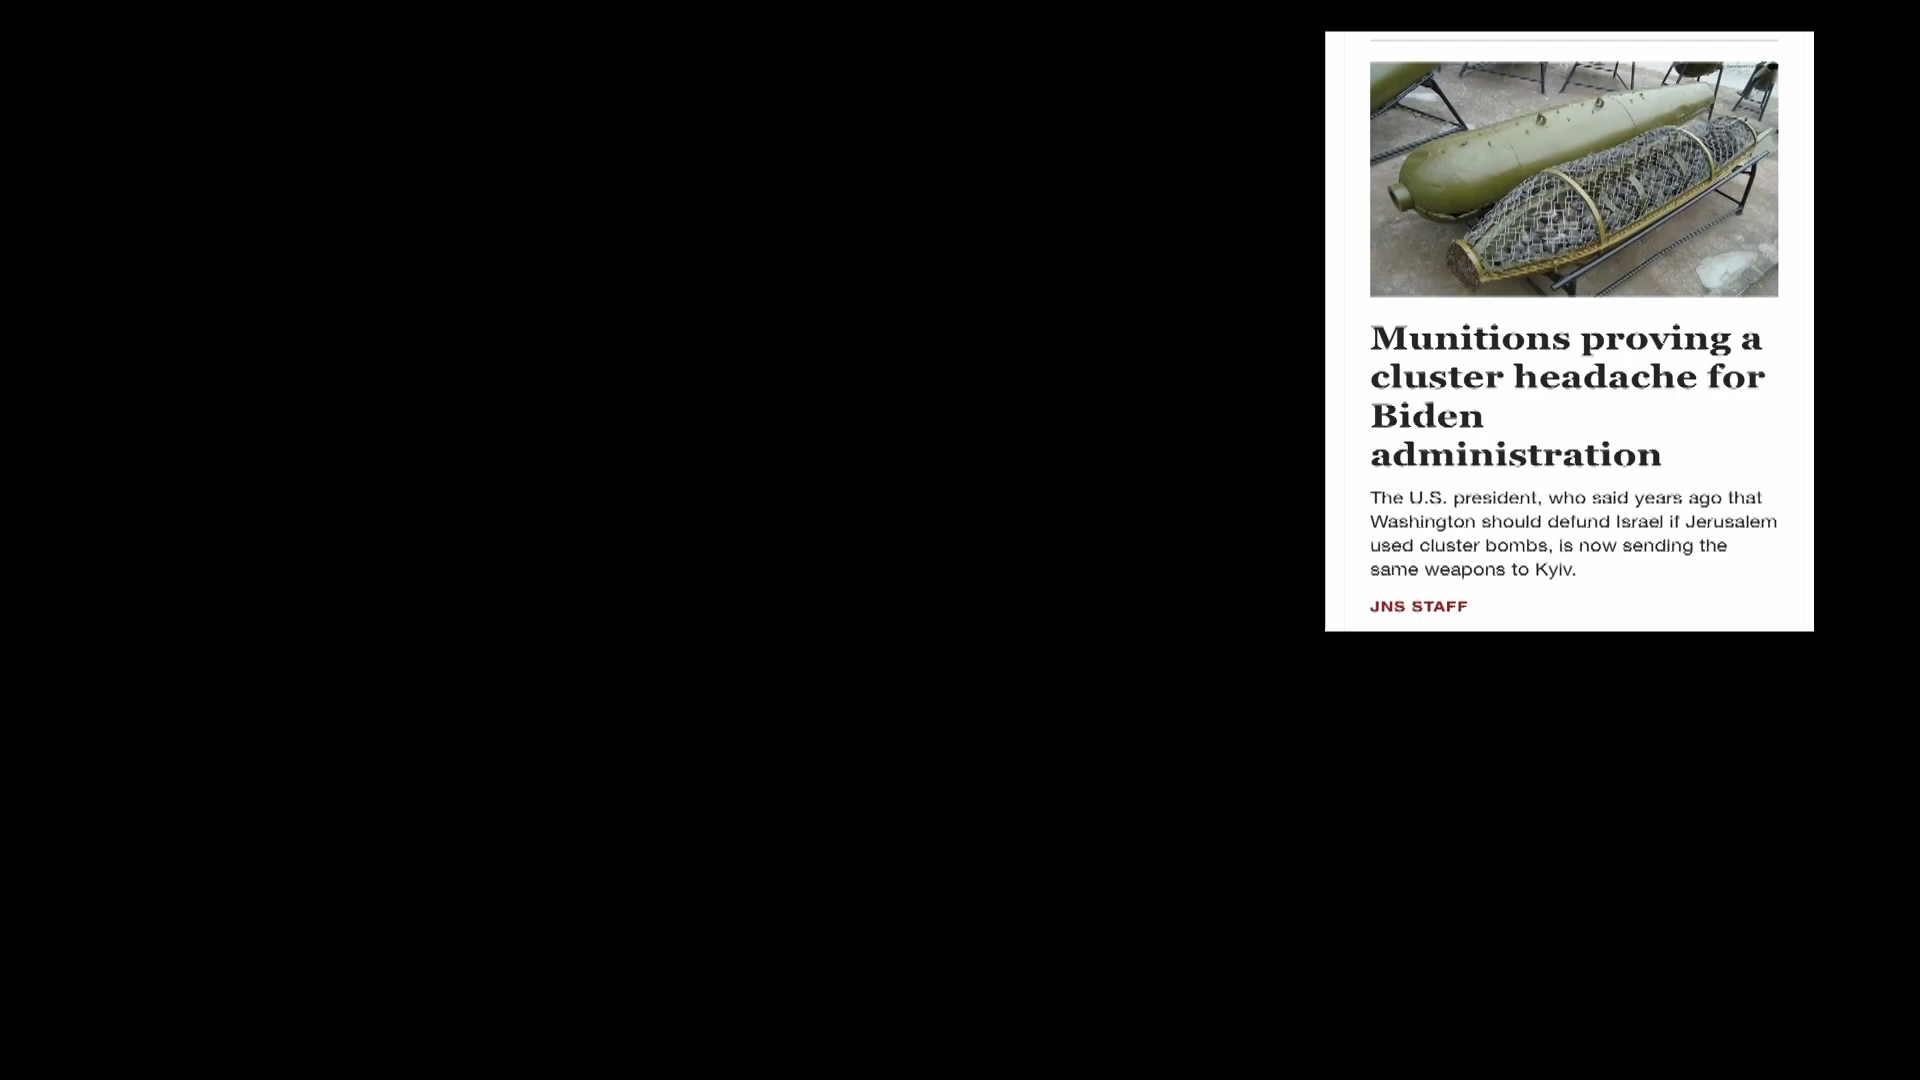 Munitions proving a
cluster headache for
Biden
administration
The U.S. president, who said years ago that
Washington should defund Israel if Jerusalem
used cluster bombs, is now sending the
same weapons to Kyiv.
JNS STAFF